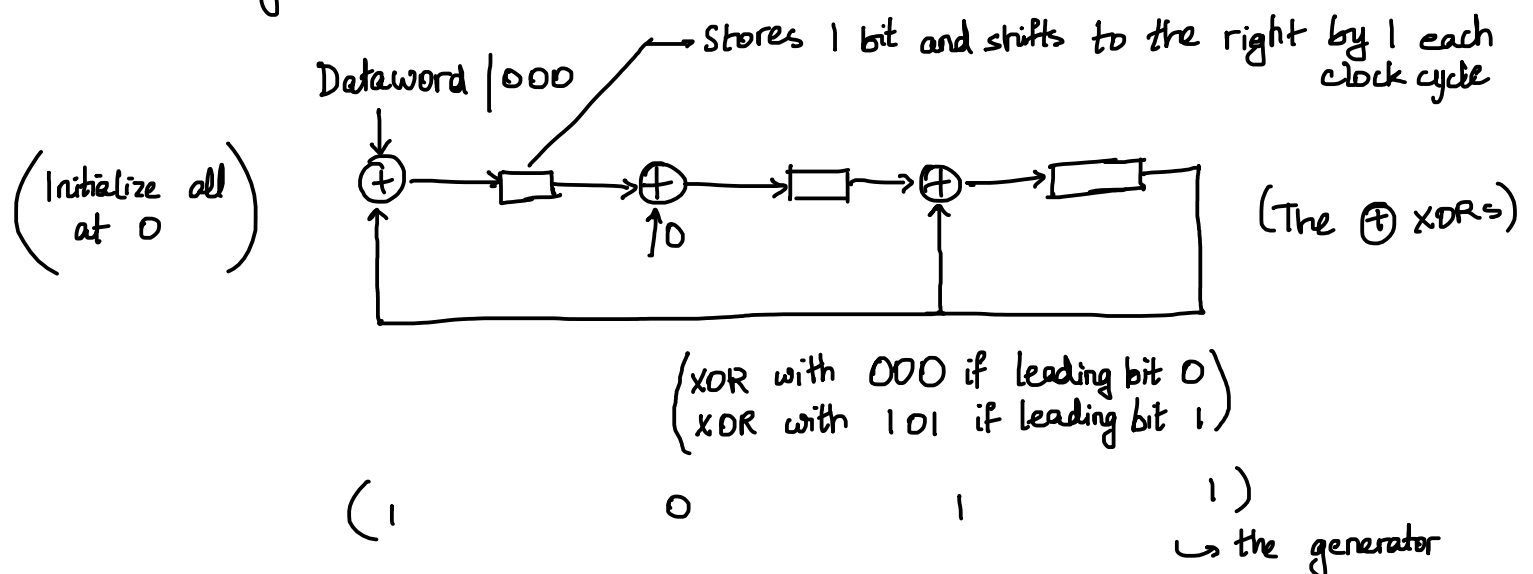 Stores 1 bit and shifts to the right by 1 each
clock cycle
Dataword | 000
(Initialize all
at 0)
0
(The ⊕ XORs)
(XOR with 000 if leading bit 0
XOR with 101 if leading bit 1)
(1 0 1 1)
↳ the generator